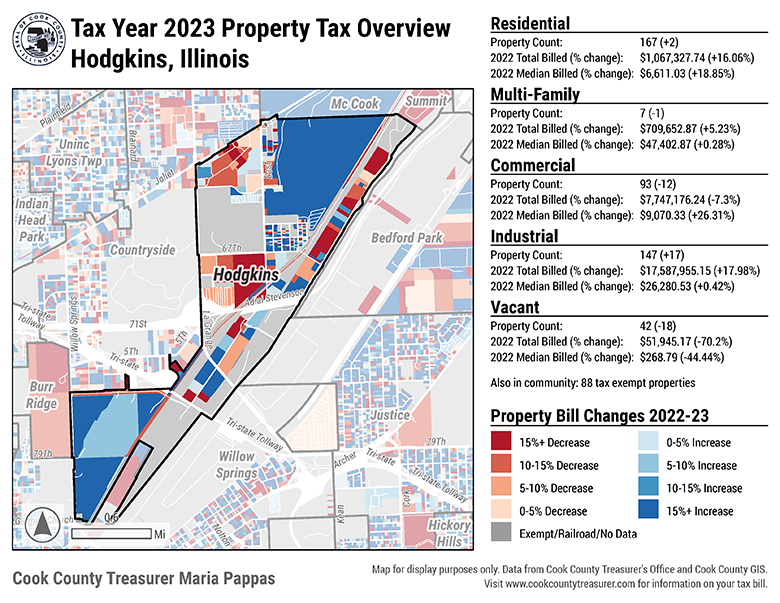 SEAL OF COOK COUNTY
ILLINOIS
Tax Year 2023 Property Tax Overview
Hodgkins, Illinois
Plainfield
Brainard
Mc Cook
Summit
Uninc
Lyons Twp
Joliet
Indian
Head
Park
Countryside
67Th
Bedford Park
Hodgkins
Adlai Stevenson
Tri-state
Tollway
Willow Springs
71St
La Grange
5Th
5Th
Tri-state
Burr
Ridge
Justice
Tri-state Tollway
79Th
79Th
Willow
Springs
Archer
Tri-state
Tri-state Tollway
Kean
Cork
Nolton
Hickory
Hills
0.6
Mi
Residential
Property Count: 167 (+2)
2022 Total Billed (% change): $1,067,327.74 (+16.06%)
2022 Median Billed (% change): $6,611.03 (+18.85%)
Multi-Family
Property Count: 7 (-1)
2022 Total Billed (% change): $709,652.87 (+5.23%)
2022 Median Billed (% change): $47,402.87 (+0.28%)
Commercial
Property Count: 93 (-12)
2022 Total Billed (% change): $7,747,176.24 (-7.3%)
2022 Median Billed (% change): $9,070.33 (+26.31%)
Industrial
Property Count: 147 (+17)
2022 Total Billed (% change): $17,587,955.15 (+17.98%)
2022 Median Billed (% change): $26,280.53 (+0.42%)
Vacant
Property Count: 42 (-18)
2022 Total Billed (% change): $51,945.17 (-70.2%)
2022 Median Billed (% change): $268.79 (-44.44%)
Also in community: 88 tax exempt properties
Property Bill Changes 2022-23
15%+ Decrease
0-5% Increase
10-15% Decrease
5-10% Increase
5-10% Decrease
10-15% Increase
0-5% Decrease
15%+ Increase
Exempt/Railroad/No Data
Cook County Treasurer Maria Pappas
Map for display purposes only. Data from Cook County Treasurer's Office and Cook County GIS.
Visit www.cookcountytreasurer.com for information on your tax bill.